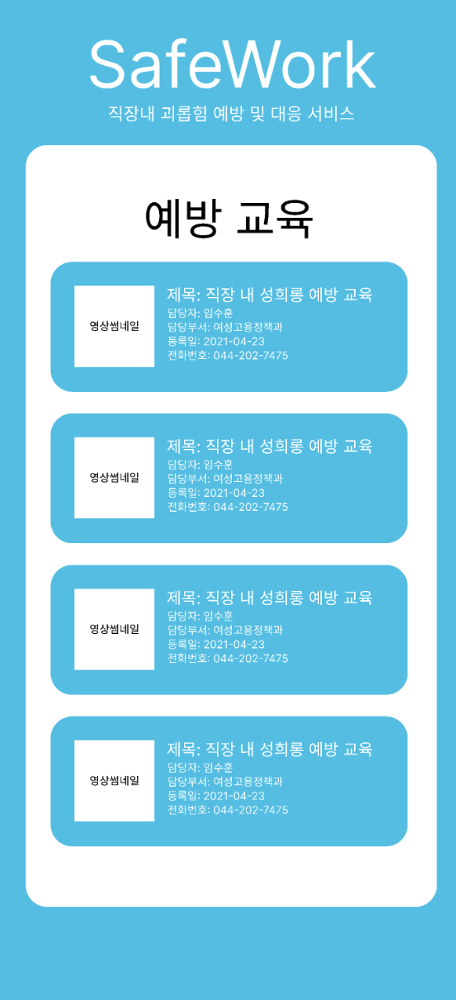 SafeWork
직장내 괴롭힘 예방 및 대응 서비스
예방 교육
영상썸네일
제목: 직장 내 성희롱 예방 교육
담당자: 임수훈
담당부서: 여성고용정책과
등록일: 2021-04-23
전화번호: 044-202-7475
영상썸네일
제목: 직장 내 성희롱 예방 교육
담당자: 임수훈
담당부서: 여성고용정책과
등록일: 2021-04-23
전화번호: 044-202-7475
영상썸네일
제목: 직장 내 성희롱 예방 교육
담당자: 임수훈
담당부서: 여성고용정책과
등록일: 2021-04-23
전화번호: 044-202-7475
영상썸네일
제목: 직장 내 성희롱 예방 교육
담당자: 임수훈
담당부서: 여성고용정책과
등록일: 2021-04-23
전화번호: 044-202-7475